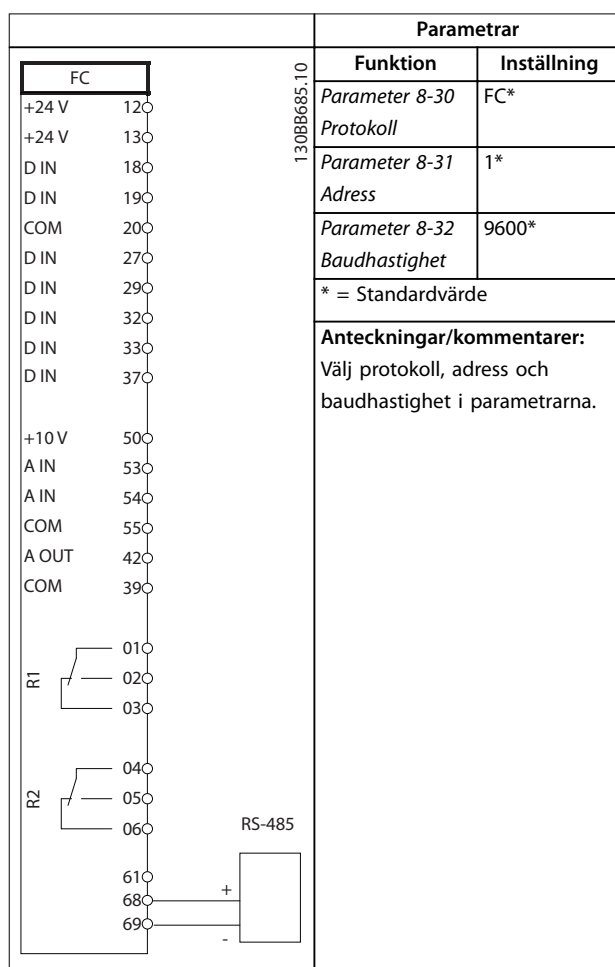 Parametrar
Funktion Inställning
Parameter 8-30 Protokoll FC*
Parameter 8-31 Adress 1*
Parameter 8-32 Baudhastighet 9600*
* = Standardvärde
Anteckningar/kommentarer:
Välj protokoll, adress och
baudhastighet i parametrarna.
FC
130BB685.10
+24 V 12
+24 V 13
D IN 18
D IN 19
COM 20
D IN 27
D IN 29
D IN 32
D IN 33
D IN 37
+10 V 50
A IN 53
A IN 54
COM 55
A OUT 42
COM 39
R1
01
02
03
R2
04
05
06
RS-485
61
68 +
69 -